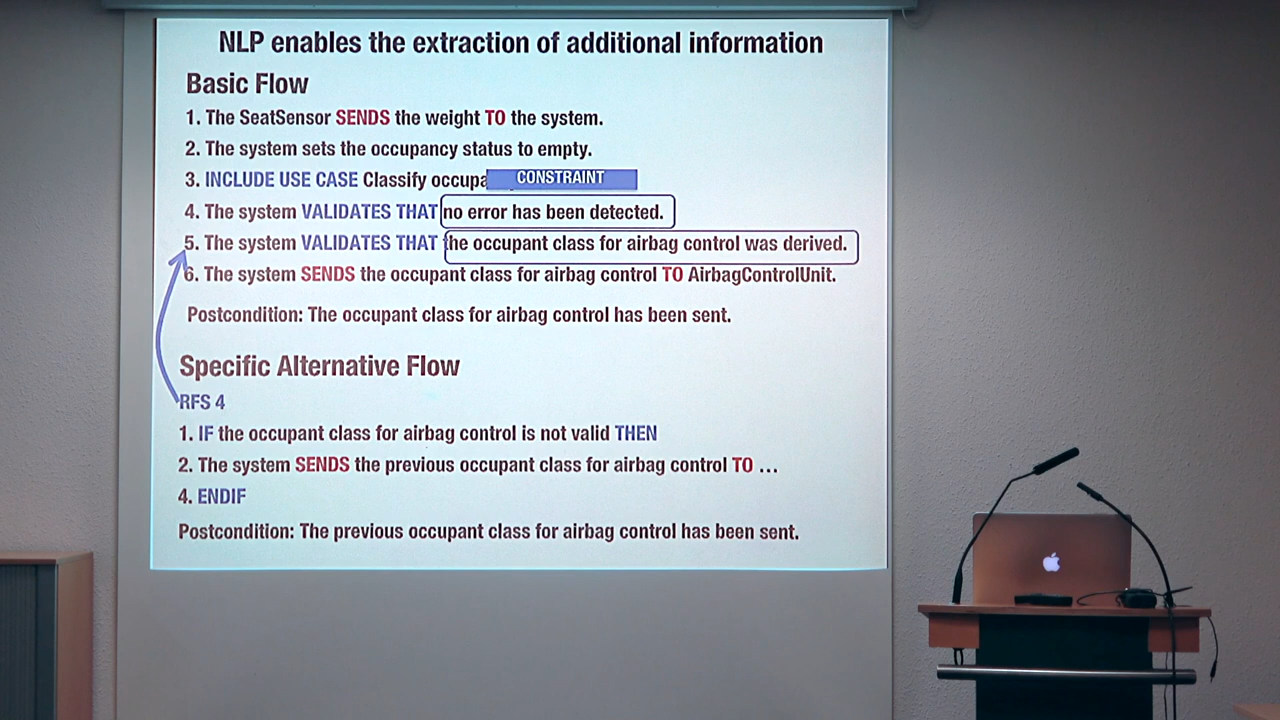 NLP enables the extraction of additional information
Basic Flow
1. The SeatSensor SENDS the weight TO the system.
2. The system sets the occupancy status to empty.
3. INCLUDE USE CASE Classify occupa
CONSTRAINT
4. The system VALIDATES THAT no error has been detected.
5. The system VALIDATES THAT the occupant class for airbag control was derived.
6. The system SENDS the occupant class for airbag control TO AirbagControlUnit.
Postcondition: The occupant class for airbag control has been sent.
Specific Alternative Flow
RFS 4
1. IF the occupant class for airbag control is not valid THEN
2. The system SENDS the previous occupant class for airbag control TO …
4. ENDIF
Postcondition: The previous occupant class for airbag control has been sent.